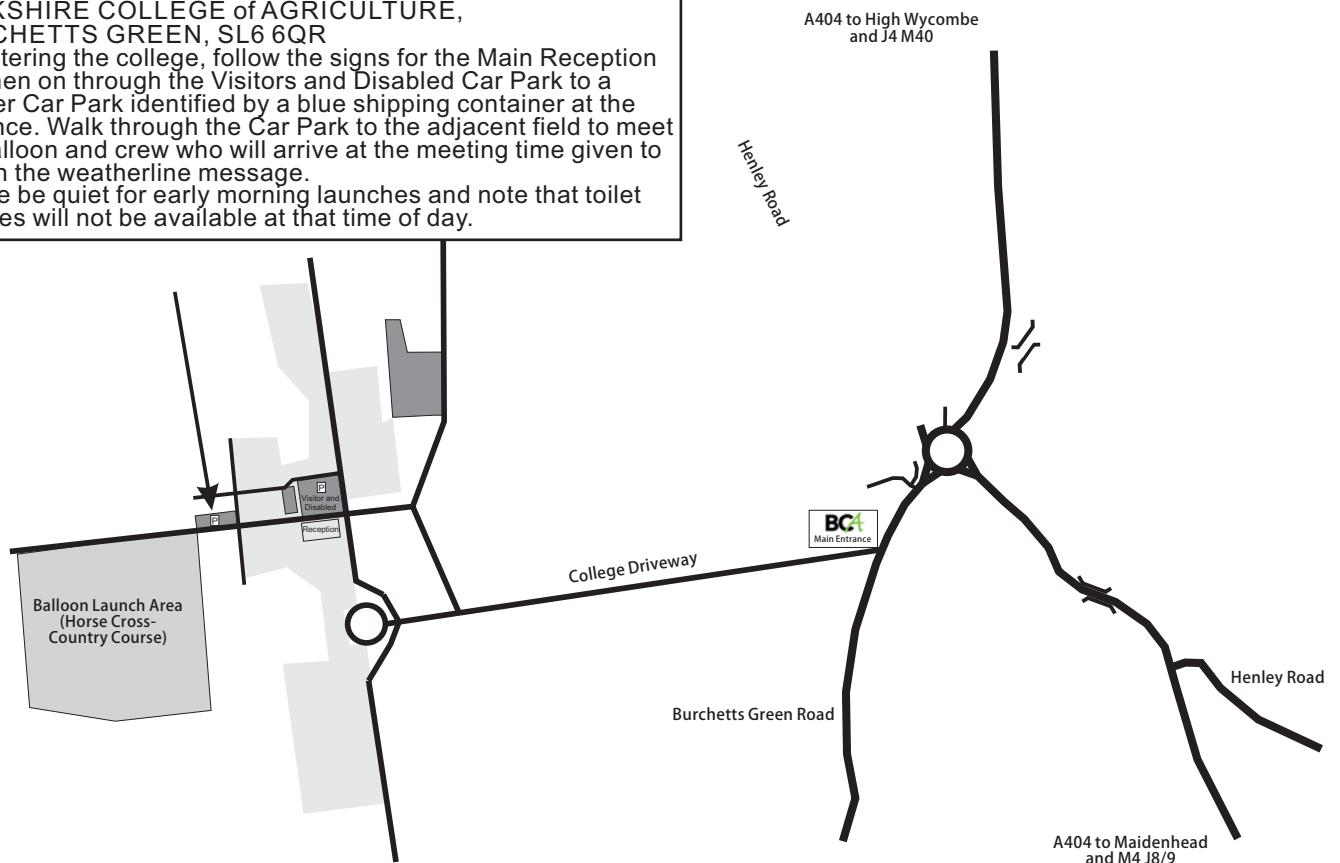 KSHIRE COLLEGE of AGRICULTURE,
CHETTS GREEN, SL6 6QR
tering the college, follow the signs for the Main Reception
hen on through the Visitors and Disabled Car Park to a
er Car Park identified by a blue shipping container at the
nce. Walk through the Car Park to the adjacent field to meet
alloon and crew who will arrive at the meeting time given to
n the weatherline message.
e be quiet for early morning launches and note that toilet
es will not be available at that time of day.
A404 to High Wycombe
and J4 M40
Henley Road
P
Visitor and
Disabled
P
Reception
BCA
Main Entrance
College Driveway
Balloon Launch Area
(Horse Cross-
Country Course)
Henley Road
Burchetts Green Road
A404 to Maidenhead
and M4 J8/9